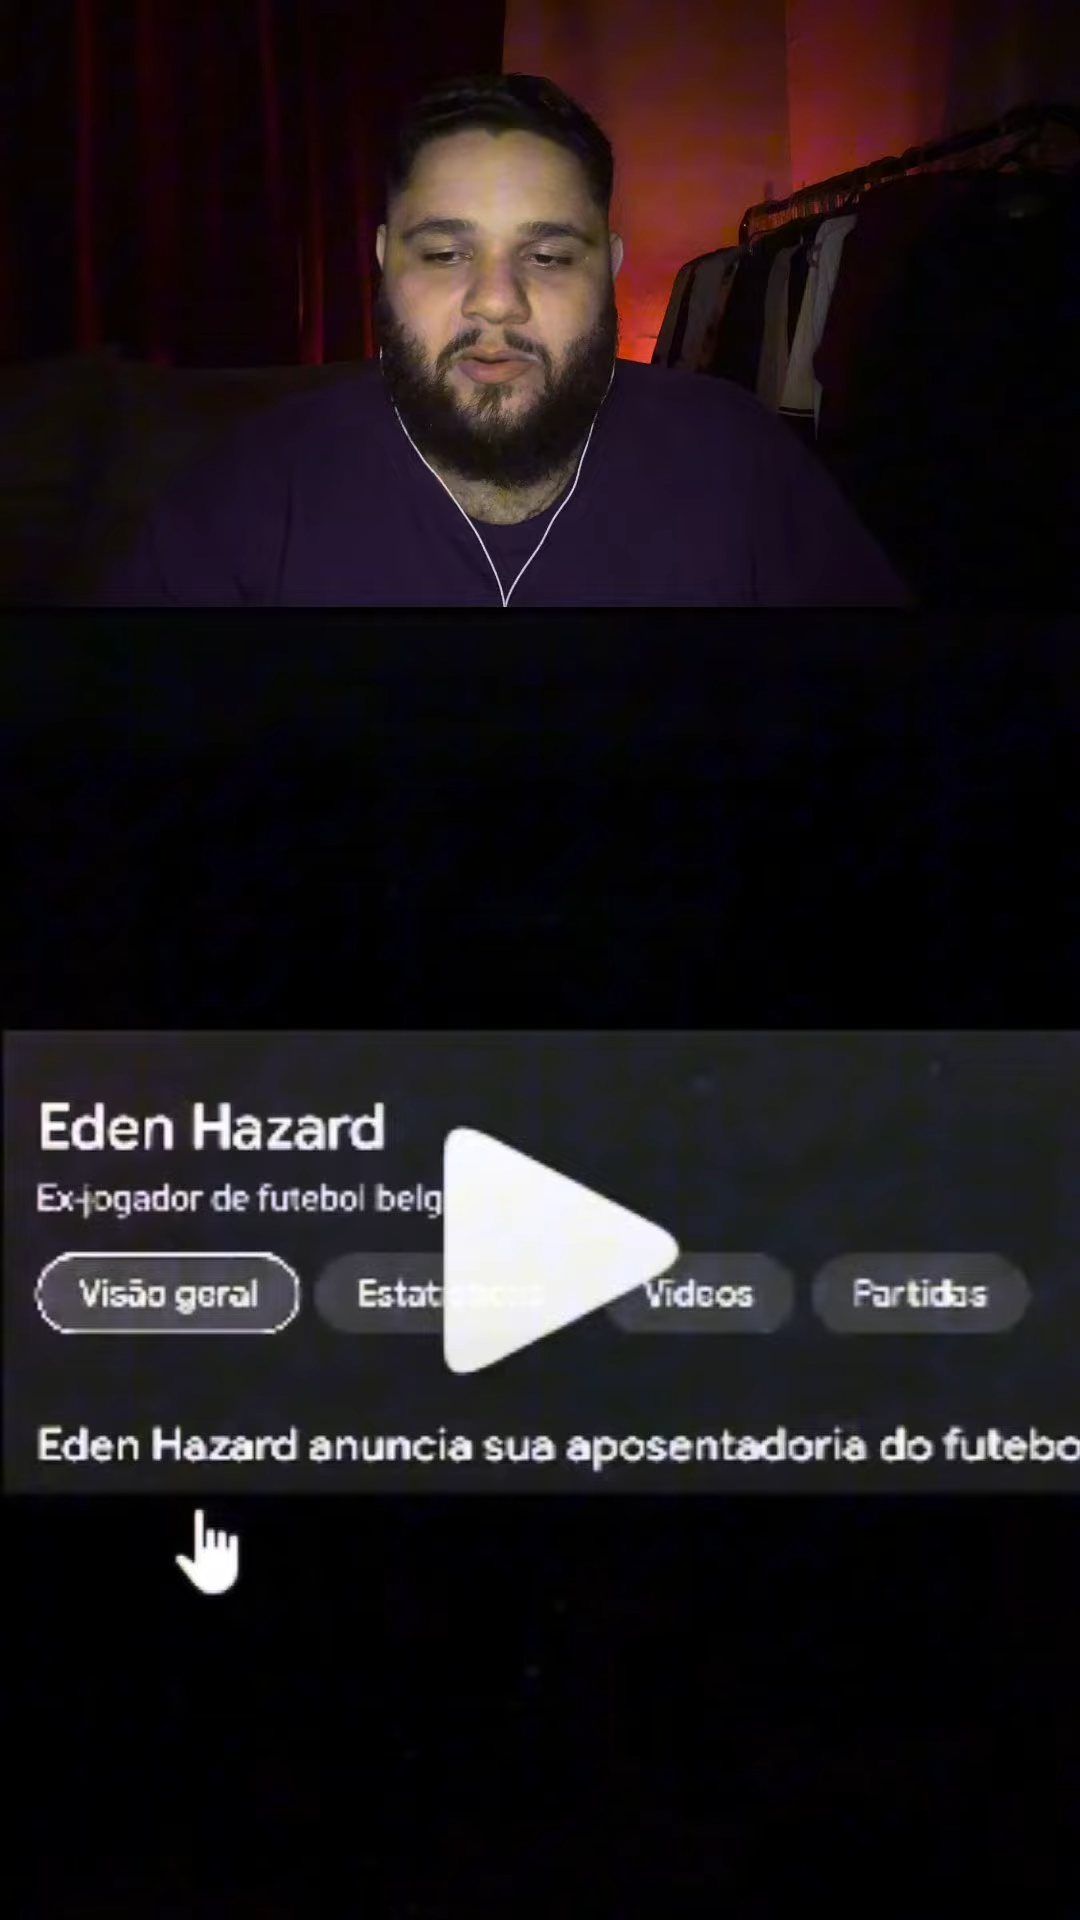 Eden Hazard
Ex-jogador de futebol belg
Visão geral
Vídeos
Partidas
Eden Hazard anuncia sua aposentadoria do futebo